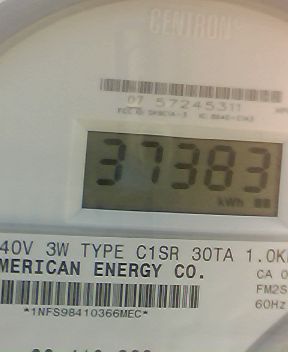 CENTRON
07 57245311
37383
kWh
40V 3W TYPE C1SR 30TA 1.0K
MERICAN ENERGY CO.
CA 0
FM2S
60Hz
*1NFS98410366MEC*